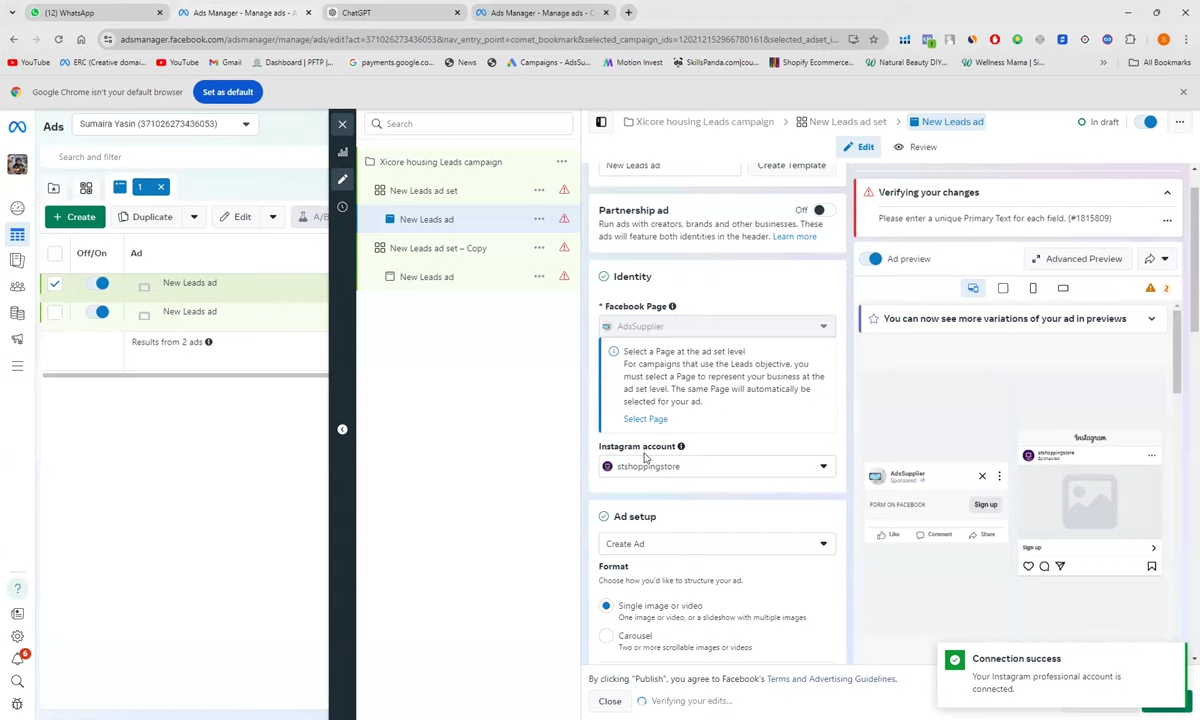 (12) WhatsApp
Ads Manager - Manage ads - A
ChatGPT
Ads Manager - Manage ads - C
adsmanager.facebook.com/adsmanager/manage/ads/edit?act=371026273436053&nav_entry_point=comet_bookmark&selected_campaign_ids=120212152966780161&selected_adset_i...
YouTube
ERC (Creative domai...
YouTube
Gmail
Dashboard | PFTP |...
payments.google.co...
News
Campaigns - AdsSu...
Motion Invest
SkillsPanda.com/cou...
Shopify Ecommerce...
Natural Beauty DIY...
Wellness Mama | Si...
All Bookmarks
Google Chrome isn't your default browser
Set as default
Ads
Sumaira Yasin (371026273436053)
Search and filter
1
Create
Duplicate
Edit
A/B
Off/On
Ad
New Leads ad
New Leads ad
Results from 2 ads
6
Search
Xicore housing Leads campaign
New Leads ad set
New Leads ad
New Leads ad set – Copy
New Leads ad
Xicore housing Leads campaign
New Leads ad set
New Leads ad
In draft
Edit
Review
New Leads ad
Create Template
Partnership ad
Off
Run ads with creators, brands and other businesses. These
ads will feature both identities in the header. Learn more
Identity
* Facebook Page
AdsSupplier
Select a Page at the ad set level
For campaigns that use the Leads objective, you
must select a Page to represent your business at the
ad set level. The same Page will automatically be
selected for your ad.
Select Page
Instagram account
stshoppingstore
Ad setup
Create Ad
Format
Choose how you'd like to structure your ad.
Single image or video
One image or video, or a slideshow with multiple images
Carousel
Two or more scrollable images or videos
By clicking "Publish", you agree to Facebook's Terms and Advertising Guidelines.
Close
Verifying your edits...
Verifying your changes
Please enter a unique Primary Text for each field. (#1815809)
Ad preview
Advanced Preview
2
You can now see more variations of your ad in previews
AdsSupplier
Sponsored
FORM ON FACEBOOK
Sign up
Like
Comment
Share
Instagram
stshoppingstore
Sponsored
Sign up
Connection success
Your Instagram professional account is
connected.